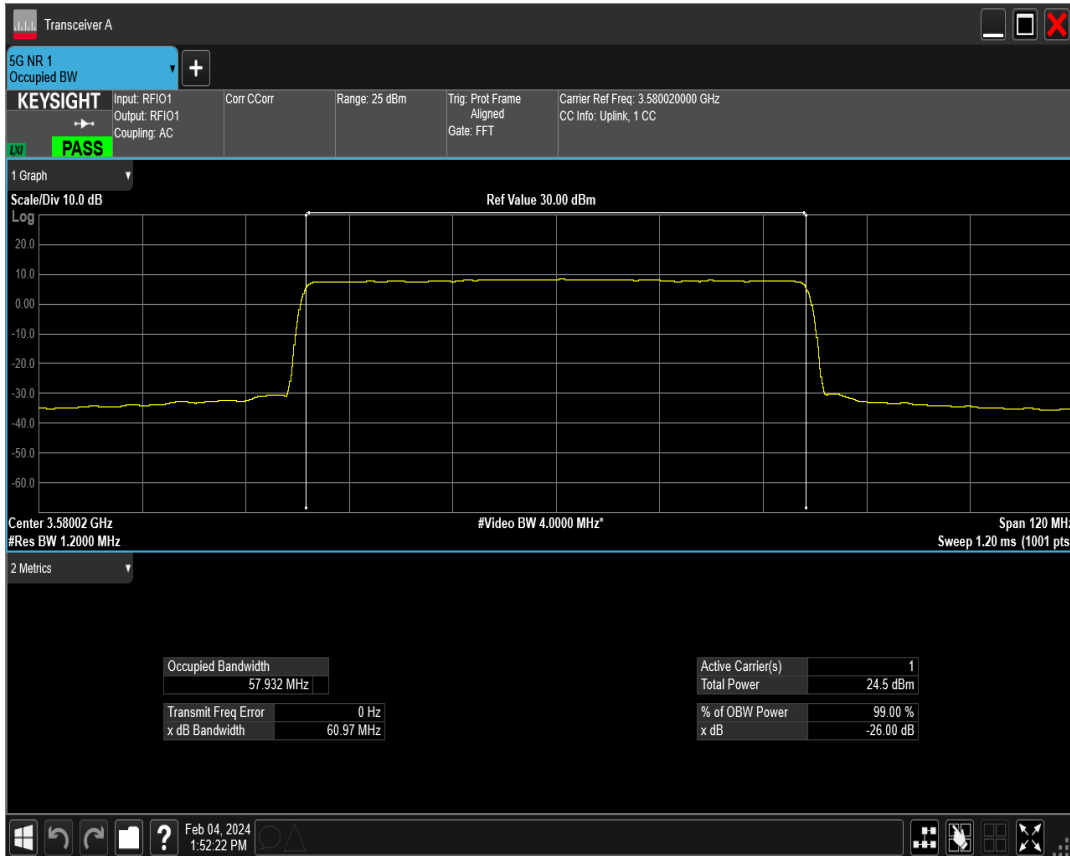 Transceiver A
5G NR 1
Occupied BW
+
KEYSIGHT
Input: RFIO1
Output: RFIO1
Coupling: AC
LXI
PASS
Corr CCorr
Range: 25 dBm
Trig: Prot Frame
Aligned
Gate: FFT
Carrier Ref Freq: 3.580020000 GHz
CC Info: Uplink, 1 CC
1 Graph
Scale/Div 10.0 dB
Ref Value 30.00 dBm
Log
20.0
10.0
0.00
-10.0
-20.0
-30.0
-40.0
-50.0
-60.0
Center 3.58002 GHz
#Video BW 4.0000 MHz*
Span 120 MHz
#Res BW 1.2000 MHz
Sweep 1.20 ms (1001 pts
2 Metrics
Occupied Bandwidth
57.932 MHz
Transmit Freq Error 0 Hz
x dB Bandwidth 60.97 MHz
Active Carrier(s) 1
Total Power 24.5 dBm
% of OBW Power 99.00 %
x dB -26.00 dB
?
Feb 04, 2024
1:52:22 PM